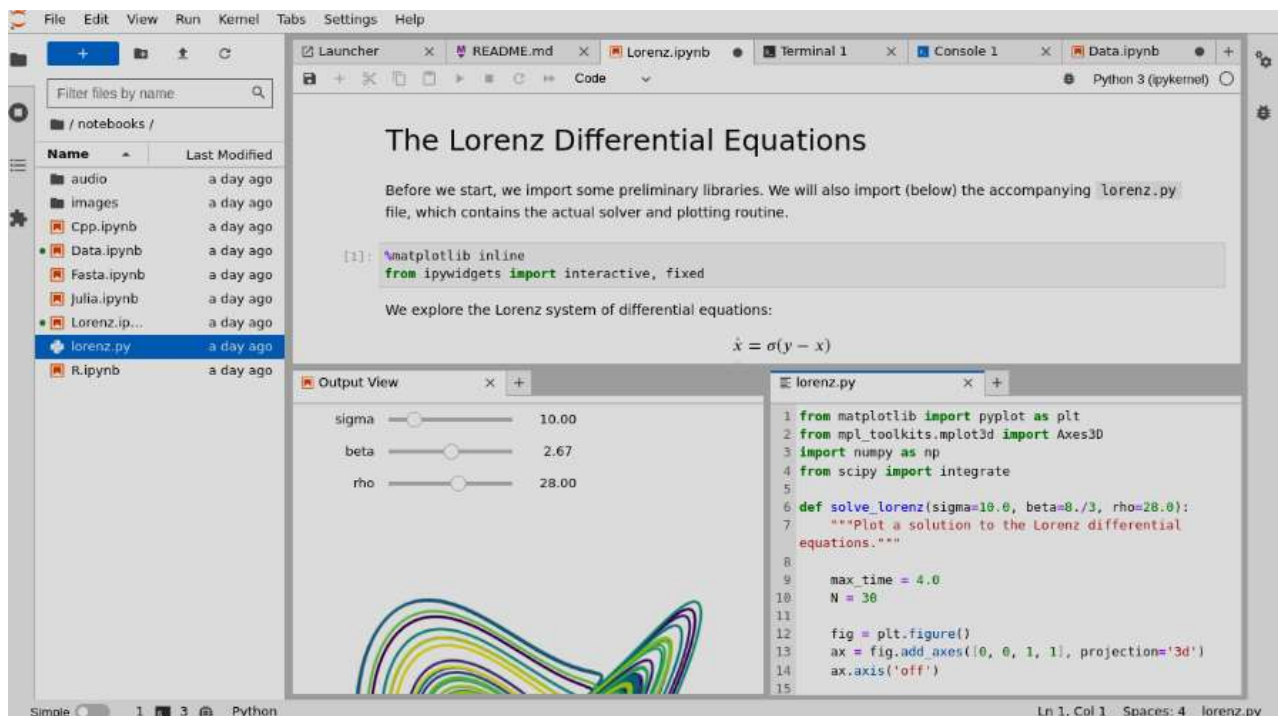 File Edit View Run Kernel Tabs Settings Help
+
Filter files by name
/ notebooks /
Name Last Modified
audio a day ago
images a day ago
Cpp.ipynb a day ago
Data.ipynb a day ago
Fasta.ipynb a day ago
Julia.ipynb a day ago
Lorenz.ip... a day ago
lorenz.py a day ago
R.ipynb a day ago
Launcher × README.md × Lorenz.ipynb ● Terminal 1 × Console 1 × Data.ipynb ● +
Code Python 3 (ipykernel)
The Lorenz Differential Equations
Before we start, we import some preliminary libraries. We will also import (below) the accompanying lorenz.py
file, which contains the actual solver and plotting routine.
[1]: %matplotlib inline
from ipywidgets import interactive, fixed
We explore the Lorenz system of differential equations:
ẋ = σ(y − x)
Output View × +
sigma 10.00
beta 2.67
rho 28.00
lorenz.py × +
1 from matplotlib import pyplot as plt
2 from mpl_toolkits.mplot3d import Axes3D
3 import numpy as np
4 from scipy import integrate
5
6 def solve_lorenz(sigma=10.0, beta=8./3, rho=28.0):
7 """Plot a solution to the Lorenz differential
equations."""
8
9 max_time = 4.0
10 N = 30
11
12 fig = plt.figure()
13 ax = fig.add_axes([0, 0, 1, 1], projection='3d')
14 ax.axis('off')
15
Simple 1 3 Python Ln 1, Col 1 Spaces: 4 lorenz.py